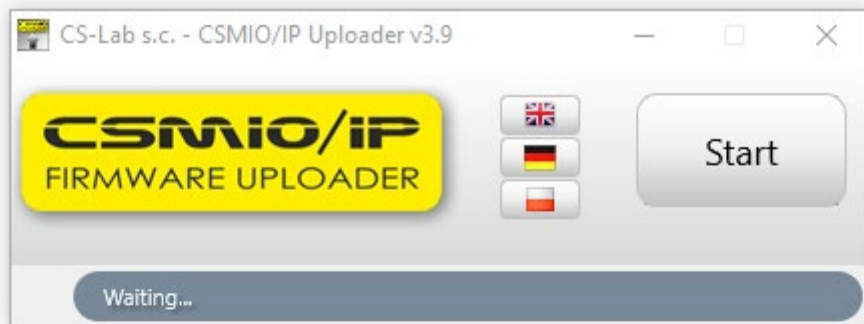 CS-Lab s.c. - CSMIO/IP Uploader v3.9
CSMIO/IP
FIRMWARE UPLOADER
Start
Waiting...